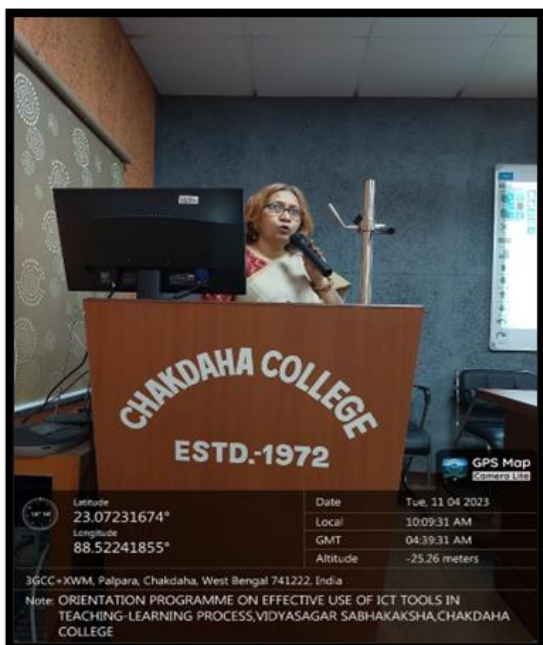 CHAKDAHA COLLEGE
ESTD.-1972
GPS Map
Camera Lite
Latitude
23.07231674°
Longitude
88.52241855°
Date Tue, 11 04 2023
Local 10:09:31 AM
GMT 04:39:31 AM
Altitude -25.26 meters
3GCC+XWM, Palpara, Chakdaha, West Bengal 741222, India
Note: ORIENTATION PROGRAMME ON EFFECTIVE USE OF ICT TOOLS IN
TEACHING-LEARNING PROCESS,VIDYASAGAR SABHAKAKSHA,CHAKDAHA
COLLEGE